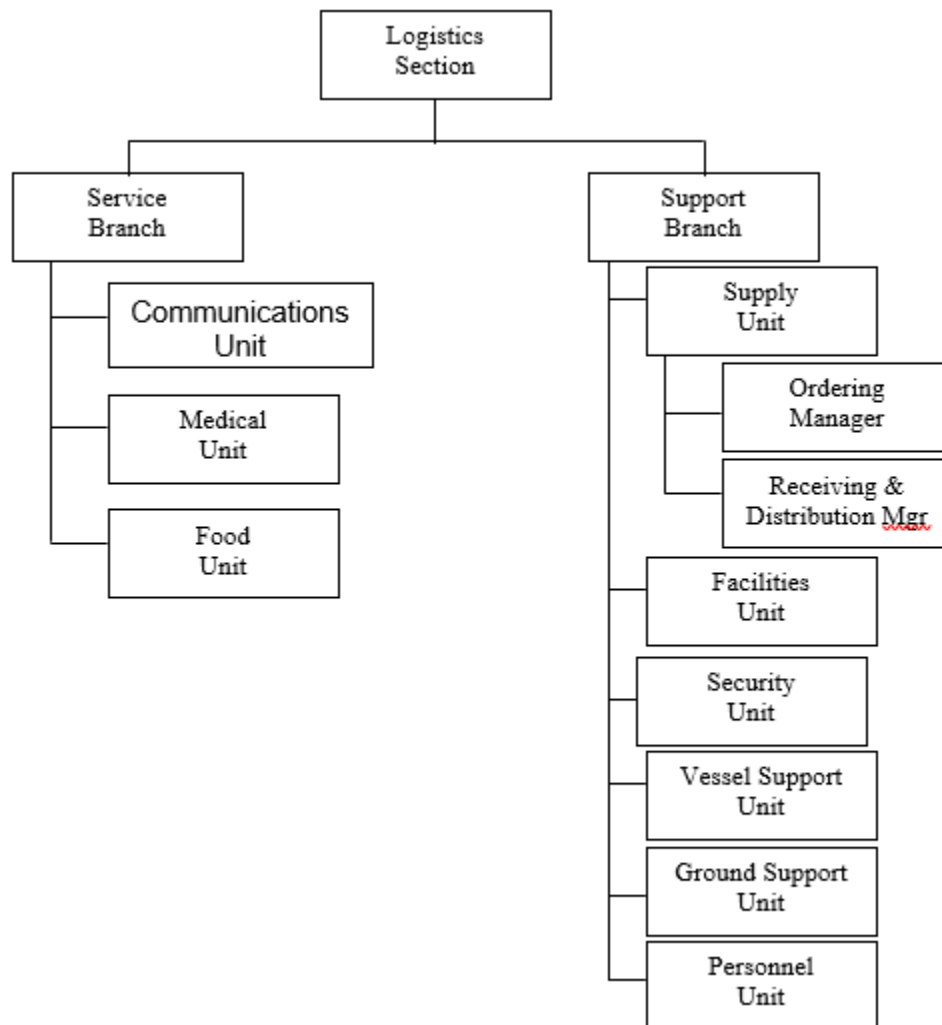 Logistics
Section
Service
Branch
Communications
Unit
Medical
Unit
Food
Unit
Support
Branch
Supply
Unit
Ordering
Manager
Receiving &
Distribution Mgr
Facilities
Unit
Security
Unit
Vessel Support
Unit
Ground Support
Unit
Personnel
Unit